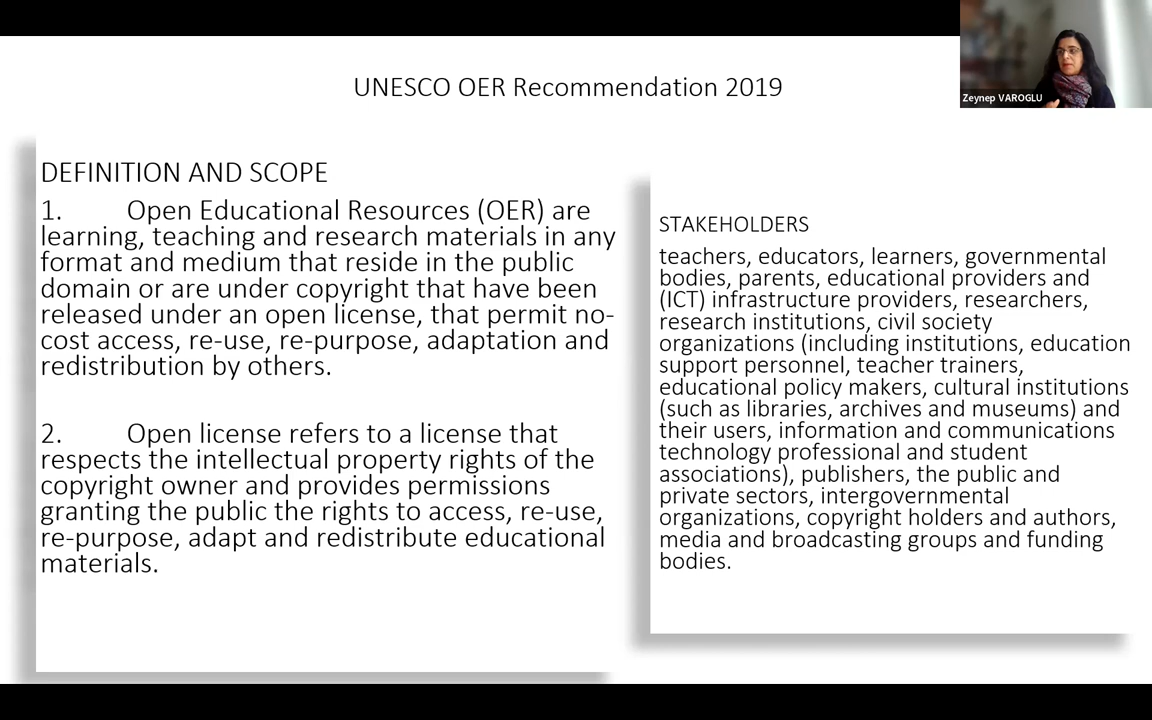 UNESCO OER Recommendation 2019
Zeynep VAROGLU
DEFINITION AND SCOPE
1. Open Educational Resources (OER) are
learning, teaching and research materials in any
format and medium that reside in the public
domain or are under copyright that have been
released under an open license, that permit no-
cost access, re-use, re-purpose, adaptation and
redistribution by others.
2. Open license refers to a license that
respects the intellectual property rights of the
copyright owner and provides permissions
granting the public the rights to access, re-use,
re-purpose, adapt and redistribute educational
materials.
STAKEHOLDERS
teachers, educators, learners, governmental
bodies, parents, educational providers and
(ICT) infrastructure providers, researchers,
research institutions, civil society
organizations (including institutions, education
support personnel, teacher trainers,
educational policy makers, cultural institutions
(such as libraries, archives and museums) and
their users, information and communications
technology professional and student
associations), publishers, the public and
private sectors, intergovernmental
organizations, copyright holders and authors,
media and broadcasting groups and funding
bodies.